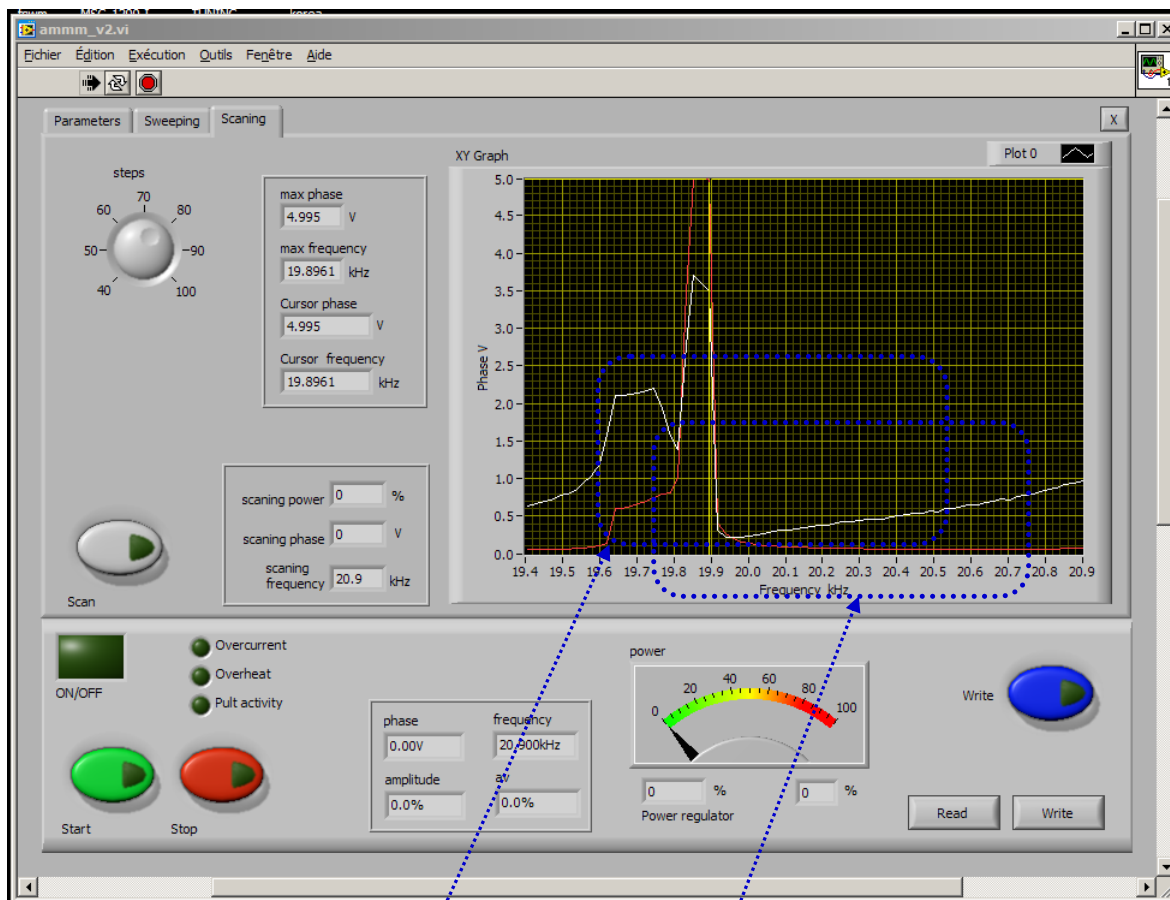 ammm_v2.vi
Fichier Édition Exécution Outils Fenêtre Aide
Parameters Sweeping Scaning X
steps
40 50 60 70 80 90 100
max phase
4.995 V
max frequency
19.8961 kHz
Cursor phase
4.995 V
Cursor frequency
19.8961 kHz
XY Graph
Plot 0
Phase V
5.0
4.5
4.0
3.5
3.0
2.5
2.0
1.5
1.0
0.5
0.0
19.4 19.5 19.6 19.7 19.8 19.9 20.0 20.1 20.2 20.3 20.4 20.5 20.6 20.7 20.8 20.9
Frequency kHz
scaning power 0 %
scaning phase 0 V
scaning
frequency 20.9 kHz
Scan
ON/OFF
Overcurrent
Overheat
Pult activity
Start Stop
phase frequency
0.00V 20.900kHz
amplitude av
0.0% 0.0%
power
0 20 40 60 80 100
0 % 0 %
Power regulator
Write
Read Write